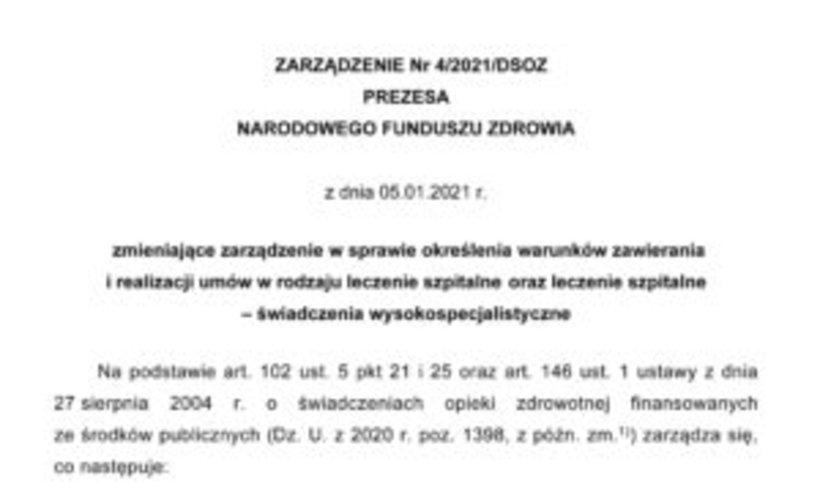 ZARZĄDZENIE Nr 4/2021/DSOZ
PREZESA
NARODOWEGO FUNDUSZU ZDROWIA
z dnia 05.01.2021 r.
zmieniające zarządzenie w sprawie określenia warunków zawierania
i realizacji umów w rodzaju leczenie szpitalne oraz leczenie szpitalne
– świadczenia wysokospecjalistyczne
Na podstawie art. 102 ust. 5 pkt 21 i 25 oraz art. 146 ust. 1 ustawy z dnia
27 sierpnia 2004 r. o świadczeniach opieki zdrowotnej finansowanych
ze środków publicznych (Dz. U. z 2020 r. poz. 1398, z późn. zm.¹⁾) zarządza się,
co następuje: